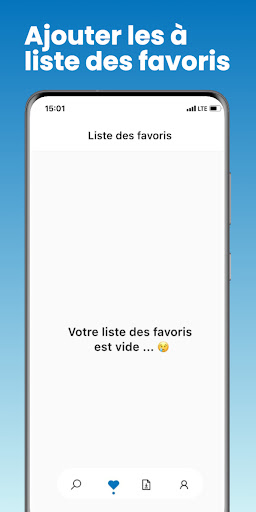 Ajouter les à
liste des favoris
15:01
LTE
Liste des favoris
Votre liste des favoris
est vide ... 😢